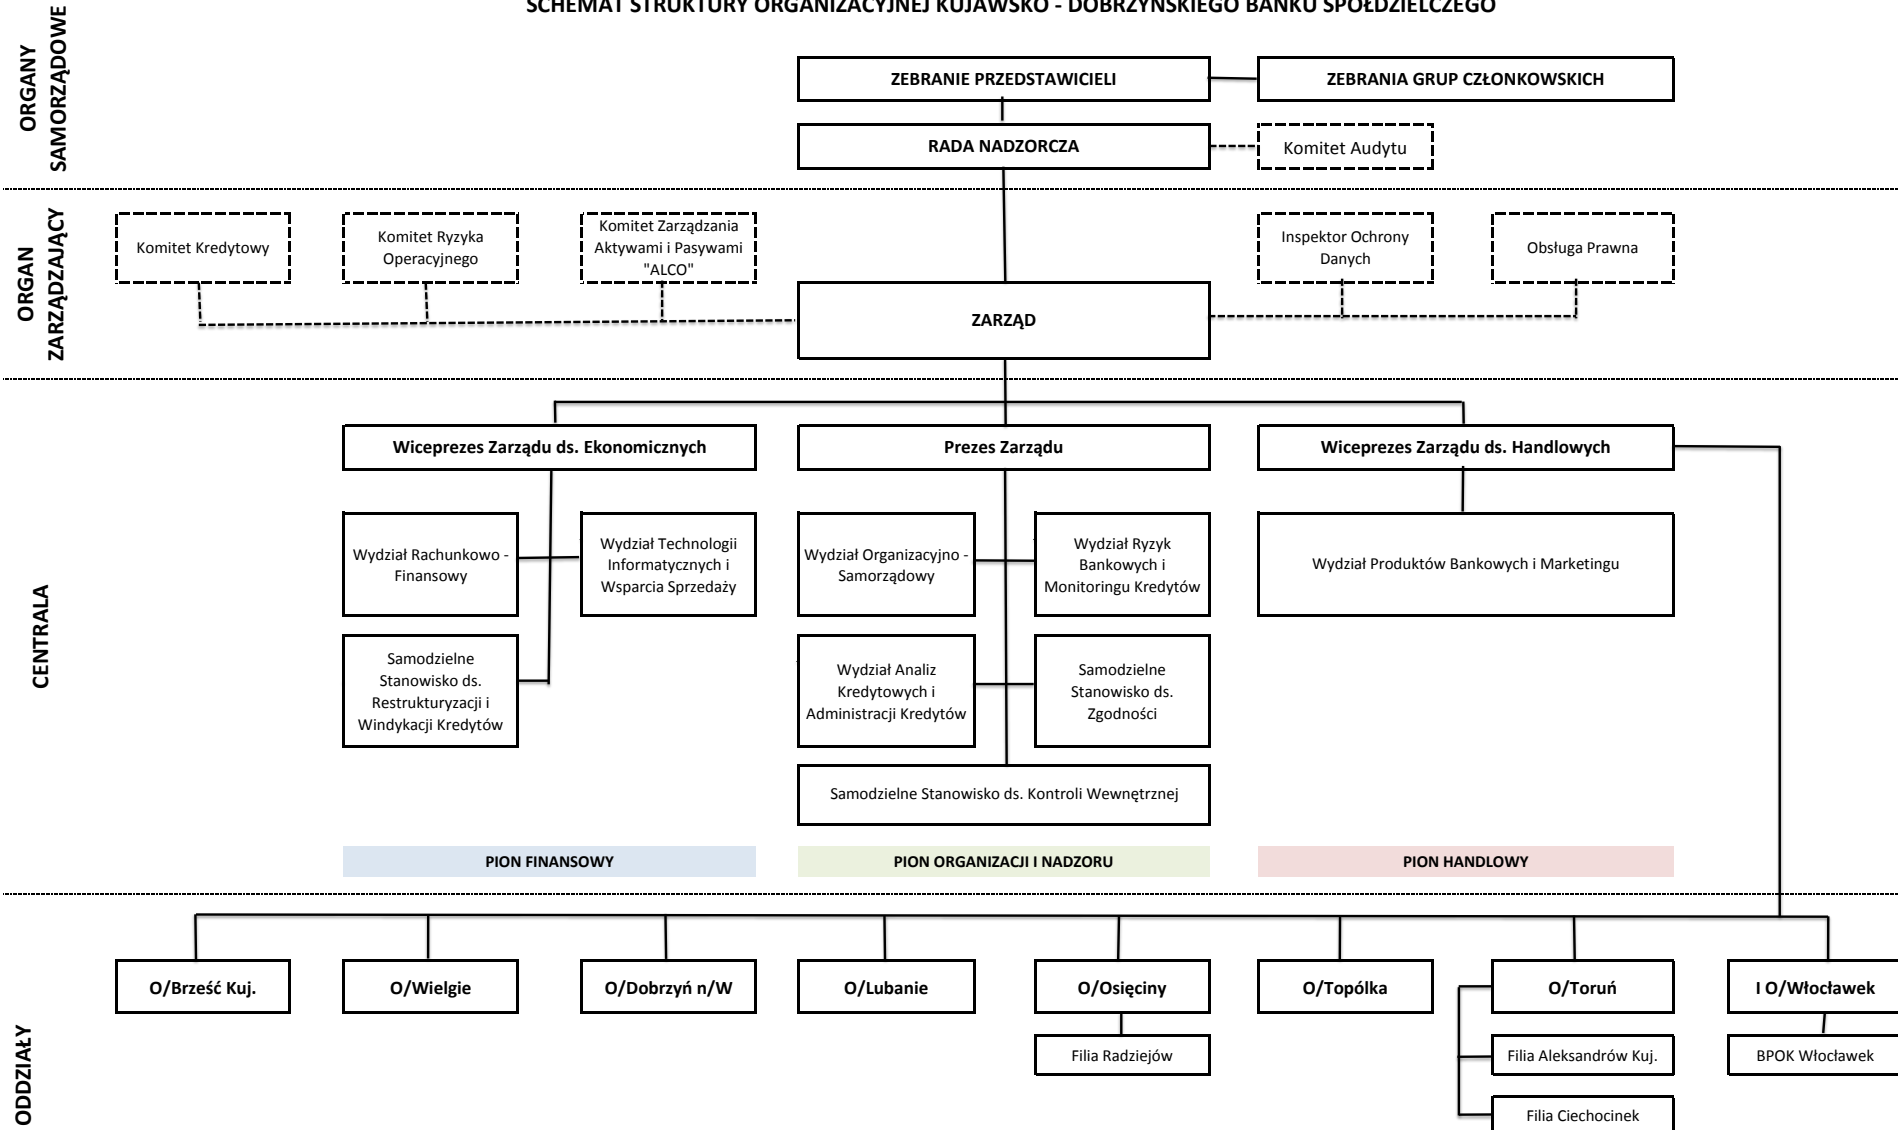 SCHEMAT STRUKTURY ORGANIZACYJNEJ KUJAWSKO - DOBRZYŃSKIEGO BANKU SPÓŁDZIELCZEGO
ORGANY
SAMORZĄDOWE
ZEBRANIE PRZEDSTAWICIELI
ZEBRANIA GRUP CZŁONKOWSKICH
RADA NADZORCZA
Komitet Audytu
ORGAN
ZARZĄDZAJĄCY
Komitet Kredytowy
Komitet Ryzyka
Operacyjnego
Komitet Zarządzania
Aktywami i Pasywami
"ALCO"
Inspektor Ochrony
Danych
Obsługa Prawna
ZARZĄD
CENTRALA
Wiceprezes Zarządu ds. Ekonomicznych
Prezes Zarządu
Wiceprezes Zarządu ds. Handlowych
Wydział Rachunkowo -
Finansowy
Wydział Technologii
Informatycznych i
Wsparcia Sprzedaży
Wydział Organizacyjno -
Samorządowy
Wydział Ryzyk
Bankowych i
Monitoringu Kredytów
Wydział Produktów Bankowych i Marketingu
Samodzielne
Stanowisko ds.
Restrukturyzacji i
Windykacji Kredytów
Wydział Analiz
Kredytowych i
Administracji Kredytów
Samodzielne
Stanowisko ds.
Zgodności
Samodzielne Stanowisko ds. Kontroli Wewnętrznej
PION FINANSOWY
PION ORGANIZACJI I NADZORU
PION HANDLOWY
ODDZIAŁY
O/Brześć Kuj.
O/Wielgie
O/Dobrzyń n/W
O/Lubanie
O/Osięciny
O/Topólka
O/Toruń
I O/Włocławek
Filia Radziejów
Filia Aleksandrów Kuj.
BPOK Włocławek
Filia Ciechocinek